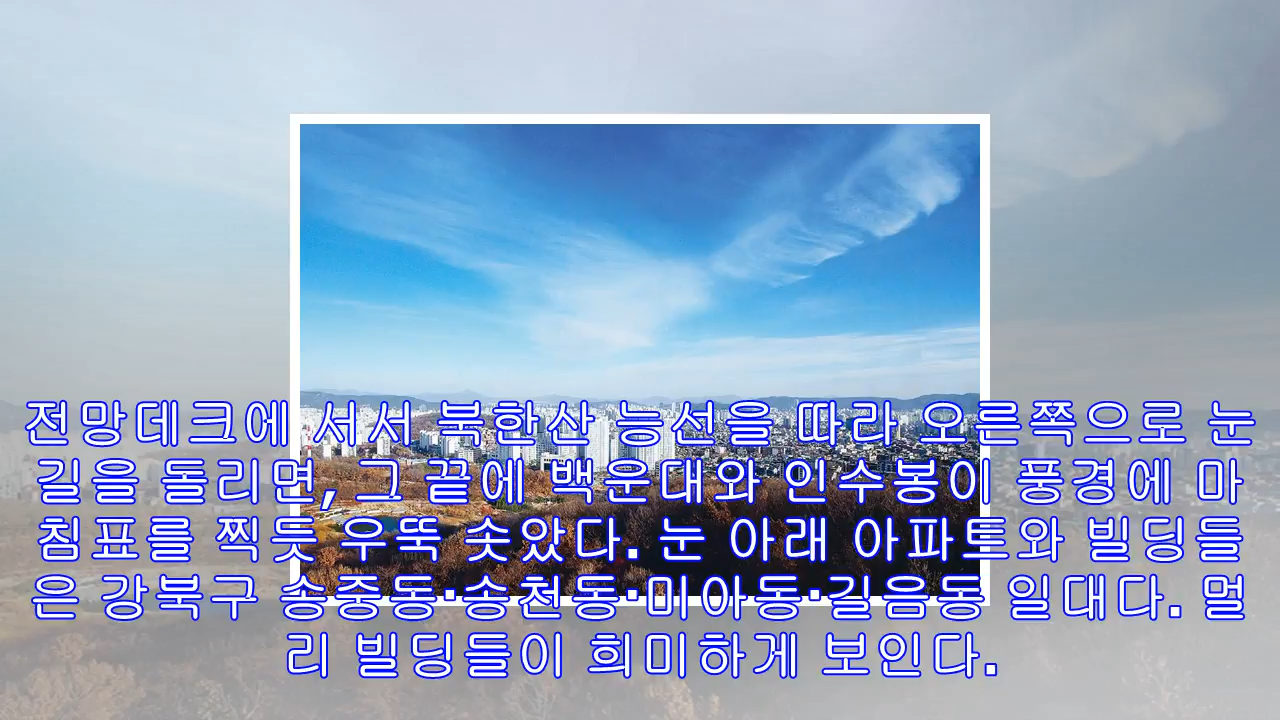 전망데크에 서서 북한산 능선을 따라 오른쪽으로 눈
길을 돌리면, 그 끝에 백운대와 인수봉이 풍경에 마
침표를 찍듯 우뚝 솟았다. 눈 아래 아파트와 빌딩들
은 강북구 송중동·송천동·미아동·길음동 일대다. 멀
리 빌딩들이 희미하게 보인다.